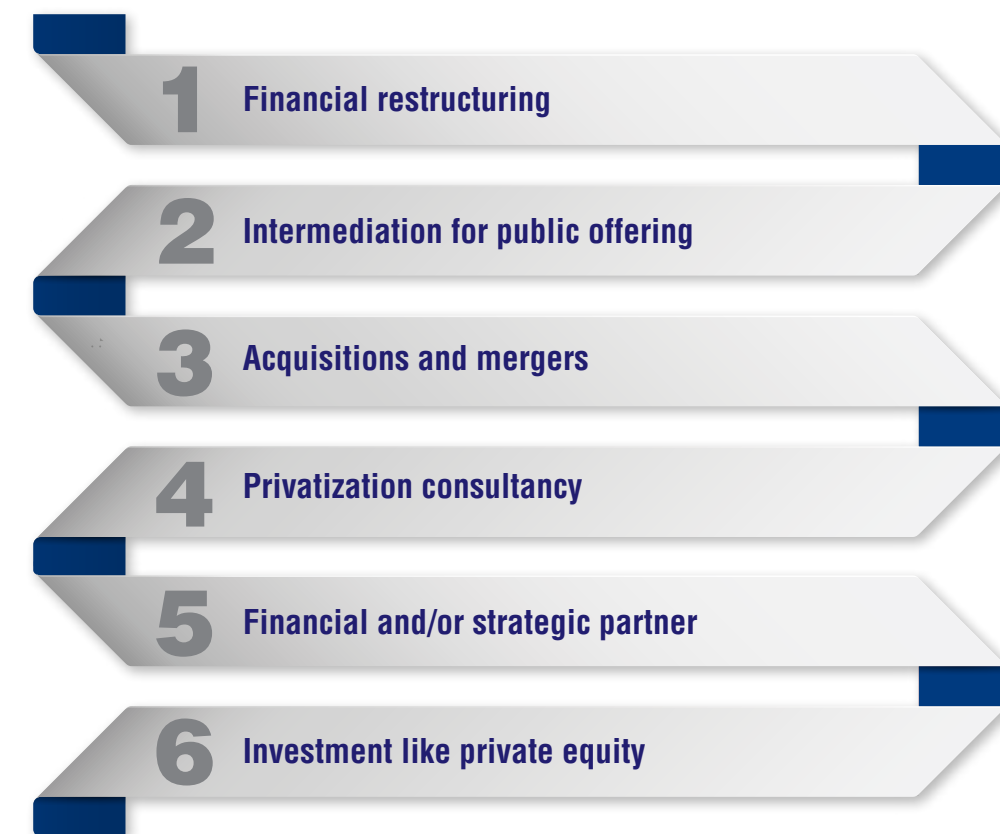 1 Financial restructuring
2 Intermediation for public offering
3 Acquisitions and mergers
4 Privatization consultancy
5 Financial and/or strategic partner
6 Investment like private equity